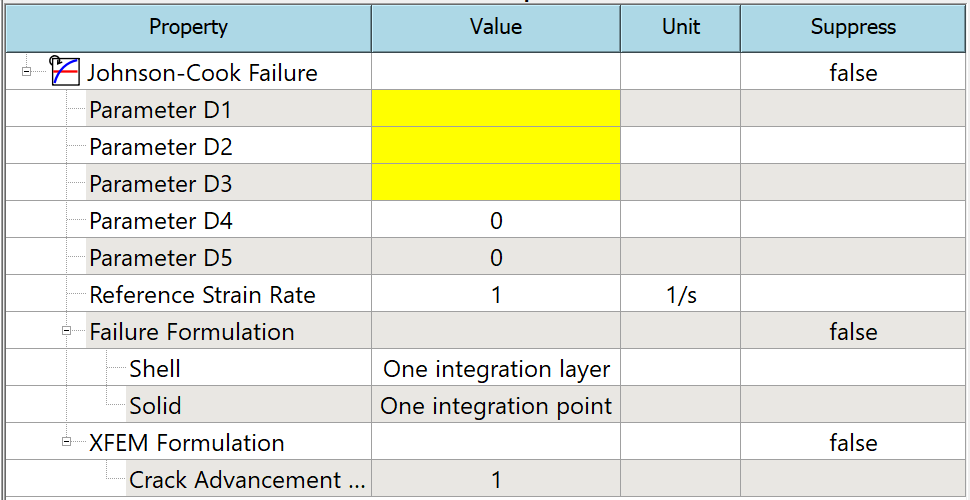 Property Value Unit Suppress
Johnson-Cook Failure false
Parameter D1
Parameter D2
Parameter D3
Parameter D4 0
Parameter D5 0
Reference Strain Rate 1 1/s
Failure Formulation false
Shell One integration layer
Solid One integration point
XFEM Formulation false
Crack Advancement ... 1